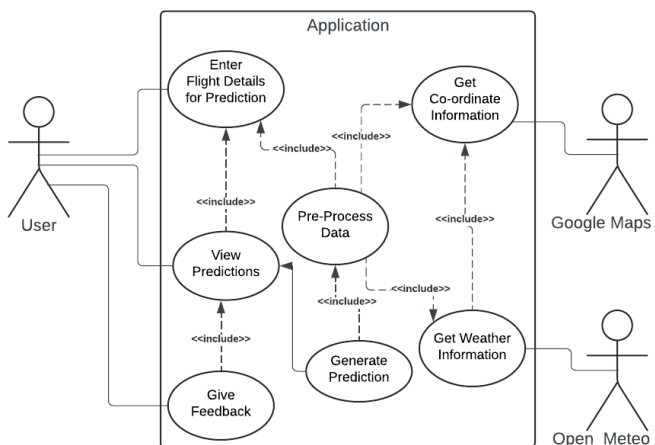 Application
Enter
Flight Details
for Prediction
Get
Co-ordinate
Information
<<include>>
<<include>>
User
Google Maps
<<include>>
Pre-Process
Data
<<include>>
View
Predictions
<<include>>
<<include>>
<<include>>
Get Weather
Information
Generate
Prediction
Give
Feedback
Open Meteo